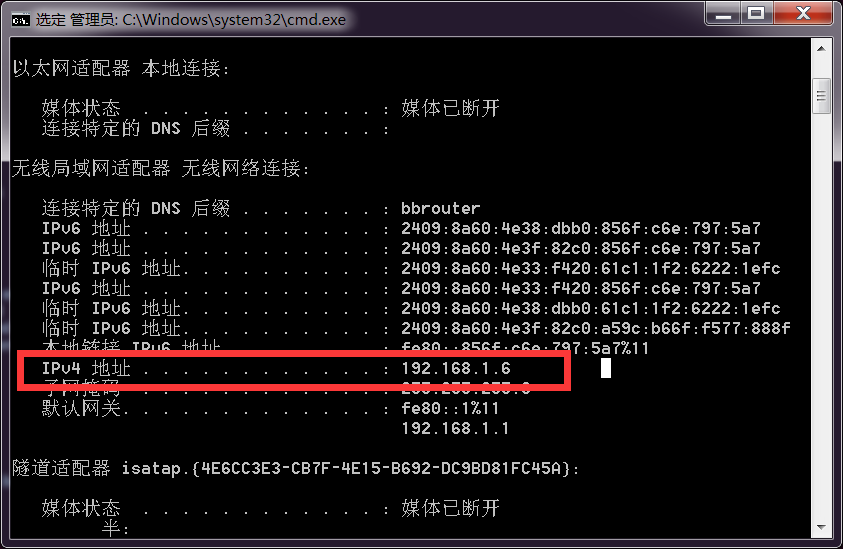 选定 管理员: C:\Windows\system32\cmd.exe
以太网适配器 本地连接:
媒体状态 . . . . . . . . . . . . : 媒体已断开
连接特定的 DNS 后缀 . . . . . . . :
无线局域网适配器 无线网络连接:
连接特定的 DNS 后缀 . . . . . . . : bbrouter
IPv6 地址 . . . . . . . . . . . . : 2409:8a60:4e38:dbb0:856f:c6e:797:5a7
IPv6 地址 . . . . . . . . . . . . : 2409:8a60:4e3f:82c0:856f:c6e:797:5a7
临时 IPv6 地址. . . . . . . . . . : 2409:8a60:4e33:f420:61c1:1f2:6222:1efc
IPv6 地址 . . . . . . . . . . . . : 2409:8a60:4e33:f420:856f:c6e:797:5a7
临时 IPv6 地址. . . . . . . . . . : 2409:8a60:4e38:dbb0:61c1:1f2:6222:1efc
临时 IPv6 地址. . . . . . . . . . : 2409:8a60:4e3f:82c0:a59c:b66f:f577:888f
本地链接 IPv6 地址. . . . . . . . : fe80::856f:c6e:797:5a7%11
IPv4 地址 . . . . . . . . . . . . : 192.168.1.6
子网掩码 . . . . . . . . . . . . : 255.255.255.0
默认网关. . . . . . . . . . . . . : fe80::1%11
192.168.1.1
隧道适配器 isatap.{4E6CC3E3-CB7F-4E15-B692-DC9BD81FC45A}:
媒体状态 . . . . . . . . . . . . : 媒体已断开
半: